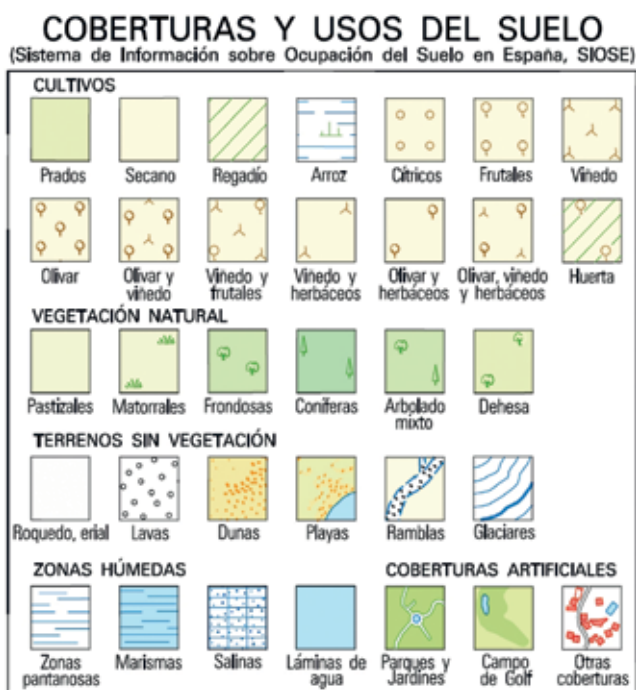 COBERTURAS Y USOS DEL SUELO
(Sistema de Información sobre Ocupación del Suelo en España, SIOSE)
CULTIVOS
Prados Secano Regadío Arroz Cítricos Frutales Viñedo
Olivar Olivar y viñedo Viñedo y frutales Viñedo y herbáceos Olivar y herbáceos Olivar, viñedo y herbáceos Huerta
VEGETACIÓN NATURAL
Pastizales Matorrales Frondosas Coníferas Arbolado mixto Dehesa
TERRENOS SIN VEGETACIÓN
Roquedo, erial Lavas Dunas Playas Ramblas Glaciares
ZONAS HÚMEDAS COBERTURAS ARTIFICIALES
Zonas pantanosas Marismas Salinas Láminas de agua Parques y Jardines Campo de Golf Otras coberturas